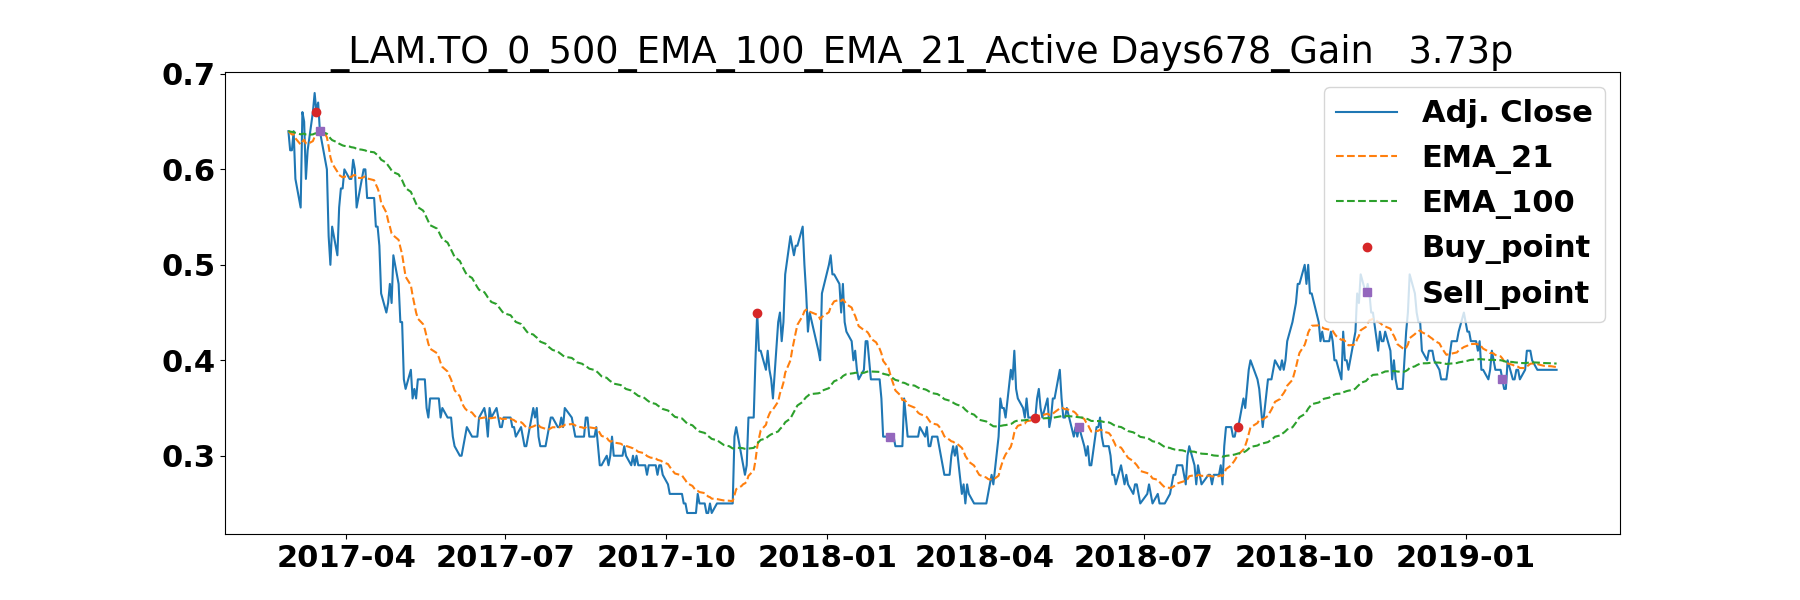 _LAM.TO_0_500_EMA_100_EMA_21_Active Days678_Gain   3.73p
0.7
0.6
0.5
0.4
0.3
Adj. Close
EMA_21
EMA_100
Buy_point
Sell_point
2017-04 2017-07 2017-10 2018-01 2018-04 2018-07 2018-10 2019-01